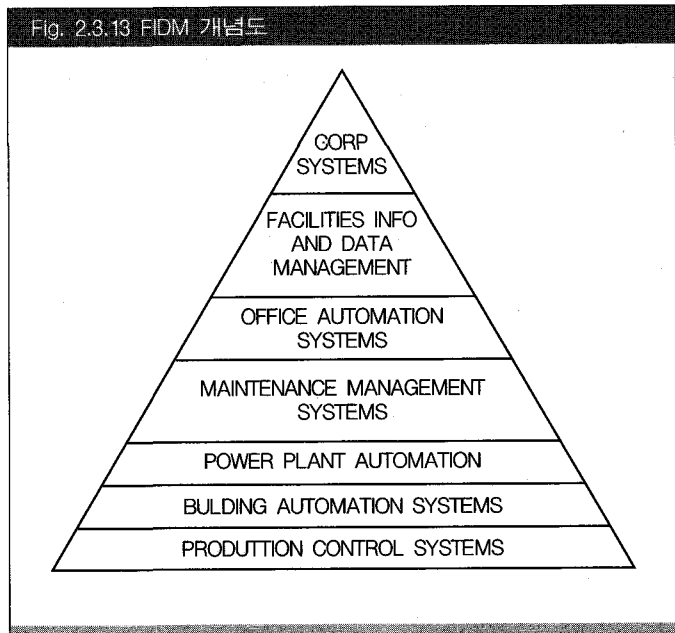 Fig. 2.3.13 FIDM 개념도
GORP
SYSTEMS
FACILITIES INFO
AND DATA
MANAGEMENT
OFFICE AUTOMATION
SYSTEMS
MAINTENANCE MANAGEMENT
SYSTEMS
POWER PLANT AUTOMATION
BULDING AUTOMATION SYSTEMS
PRODUTTION CONTROL SYSTEMS